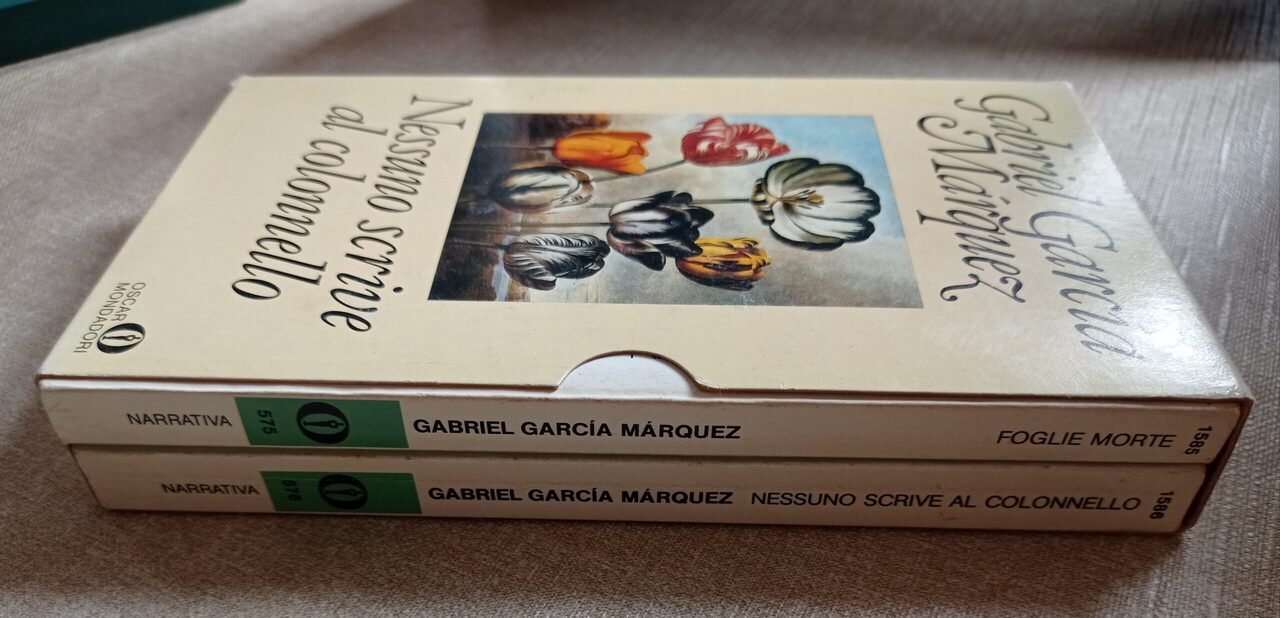 Gabriel García
Márquez
Nessuno scrive
al colonnello
OSCAR
MONDADORI
NARRATIVA
575
GABRIEL GARCÍA MÁRQUEZ
FOGLIE MORTE
1585
NARRATIVA
576
GABRIEL GARCÍA MÁRQUEZ
NESSUNO SCRIVE AL COLONNELLO
1586